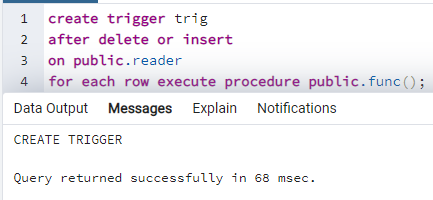 1 create trigger trig
2 after delete or insert
3 on public.reader
4 for each row execute procedure public.func();
Data Output Messages Explain Notifications
CREATE TRIGGER
Query returned successfully in 68 msec.